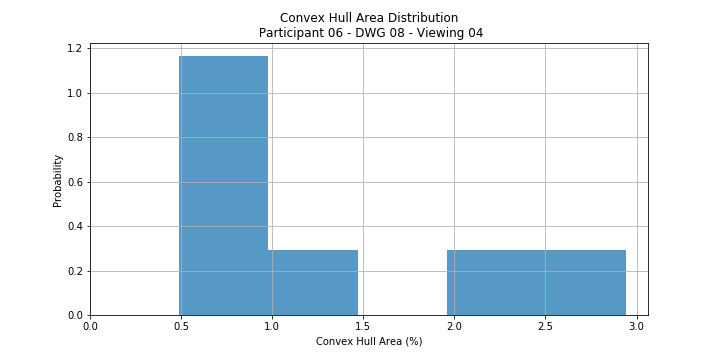 Convex Hull Area Distribution
Participant 06 - DWG 08 - Viewing 04
1.2
1.0
0.8
0.6
0.4
0.2
0.0
Probability
0.0 0.5 1.0 1.5 2.0 2.5 3.0
Convex Hull Area (%)